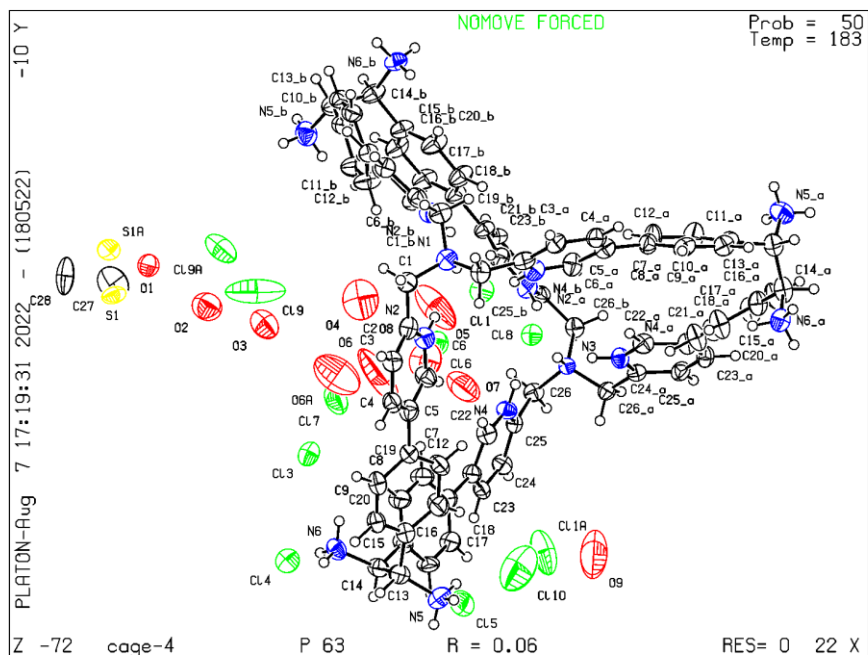 NOMOVE FORCED
Prob = 50
Temp = 183
-10 Y
PLATON-Aug 7 17:19:31 2022 - (180522)
N6_b
C13_b
C14_b
C10_b
N5_b
C15_b
C16_b
C20_b
C17_b
C18_b
C11_b
C12_b
C19_b
C6_b
C21_b
C23_b
C3_a
C4_a
C12_a
C11_a
N5_a
N2_b
C1_b
N1
S1A
C1
C5_a
C6_a
C7_a
C8_a
C10_a
C9_a
C13_a
C16_a
C14_a
O1
Cl9A
N4_b
N2_a
C17_a
C18_a
C28
C27
S1
Cl9
N2
O4
O5
Cl1
C25_b
C26_b
C22_a
N4_a
C21_a
N6_a
O2
O3
C3
C6
Cl8
N3
C15_a
C20_a
O6
Cl6
C24_a
C23_a
O6A
C4
O7
C26
C26_a
C25_a
Cl7
C5
C22
N4
C25
C7
C12
Cl3
C19
C8
C24
C9
C20
C23
N6
C16
C18
C15
C17
Cl1A
Cl4
C14
C13
Cl10
O9
N5
Cl5
Z -72 cage-4 P 63 R = 0.06 RES= 0 22 X